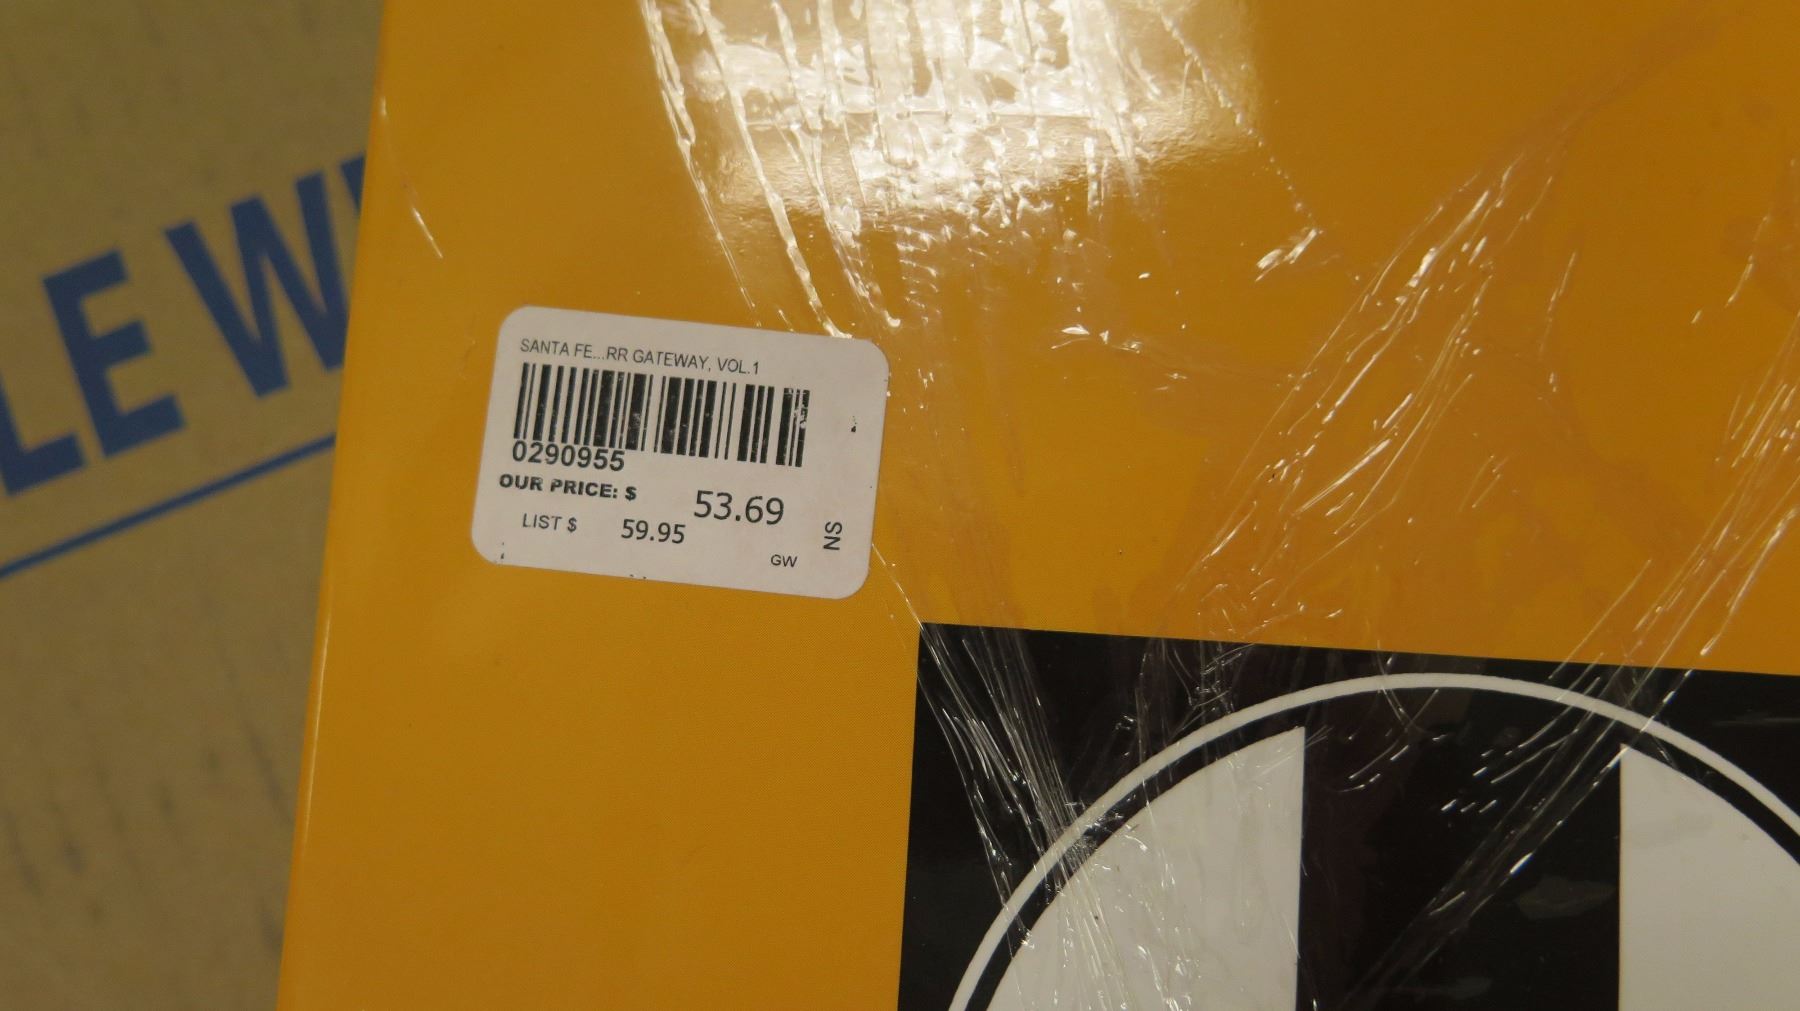 LE W
SANTA FE...RR GATEWAY, VOL.1
0290955
OUR PRICE: $ 53.69
LIST $ 59.95
GW
NS